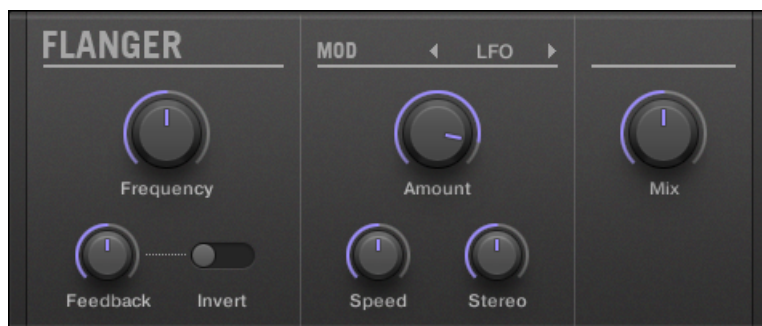 FLANGER
MOD LFO
Frequency Amount Mix
Feedback Invert Speed Stereo